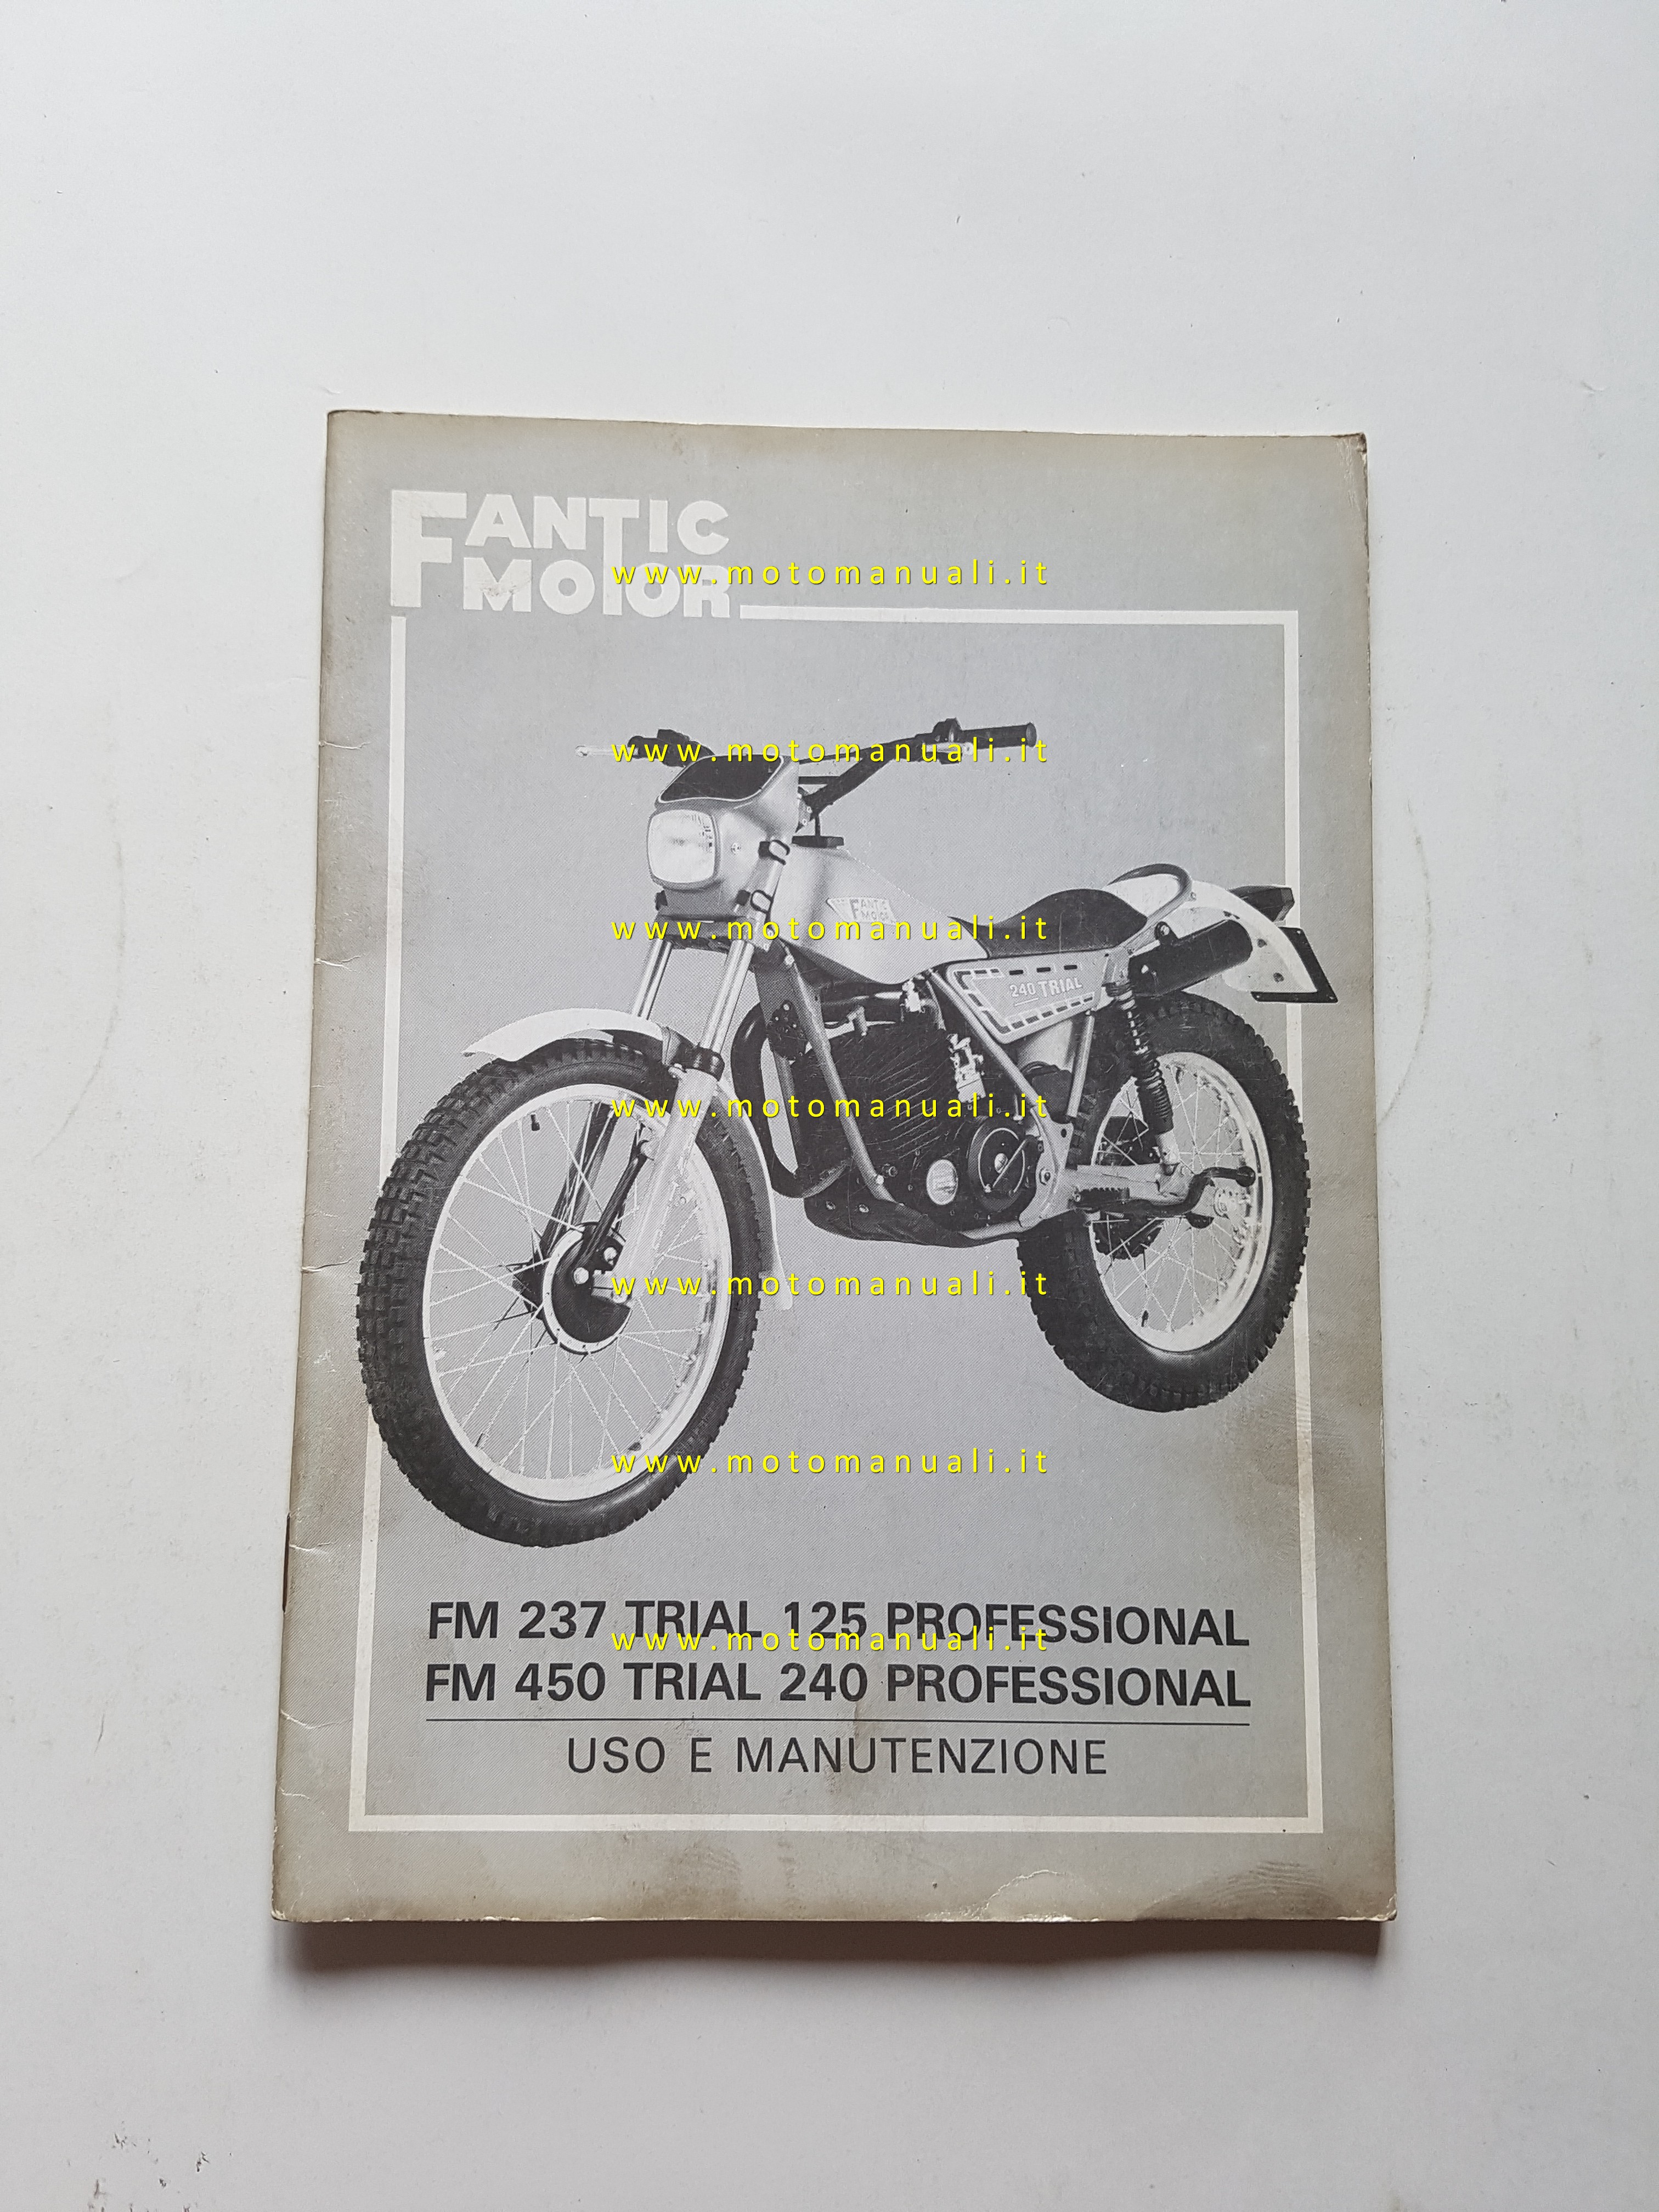 FANTIC
MOTOR
www.motomanuali.it
www.motomanuali.it
FANTIC
MOTOR
www.motomanuali.it
240 TRIAL
www.motomanuali.it
www.motomanuali.it
www.motomanuali.it
FM 237 TRIAL 125 PROFESSIONAL
www.motomanuali.it
FM 450 TRIAL 240 PROFESSIONAL
USO E MANUTENZIONE